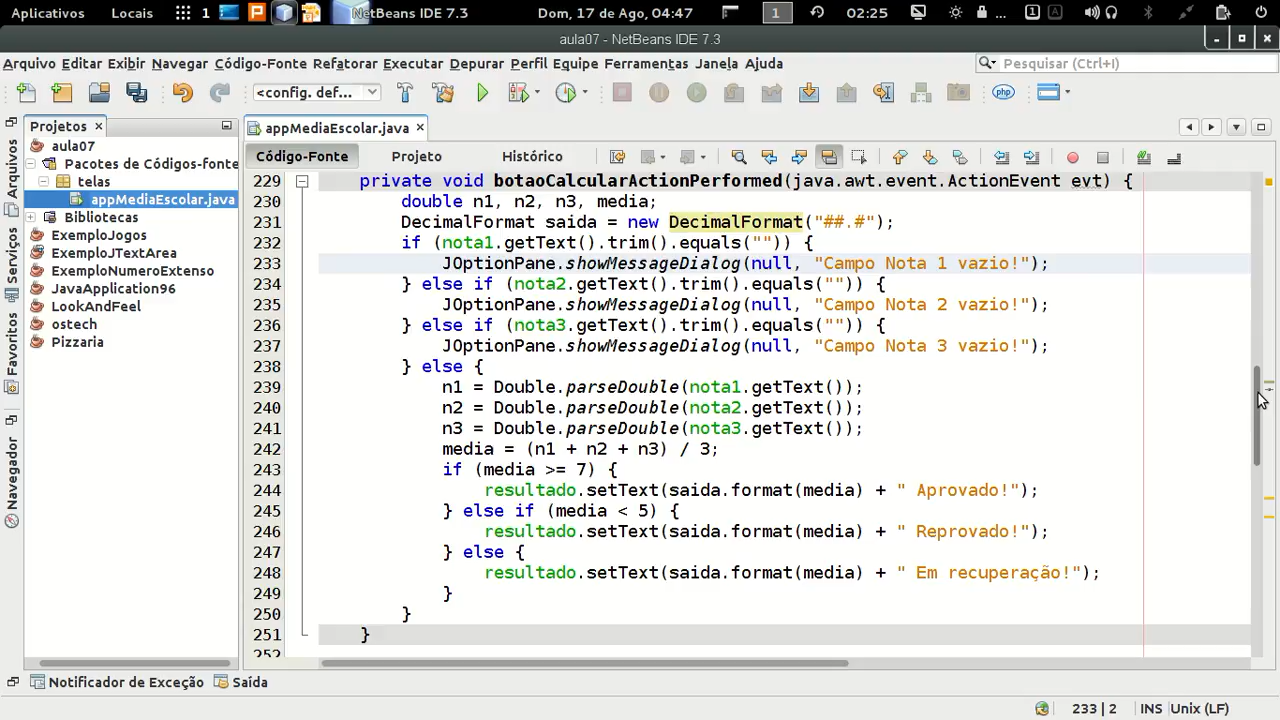 Aplicativos Locais 1 NetBeans IDE 7.3 Dom, 17 de Ago, 04:47 1 02:25 1 A
aula07 - NetBeans IDE 7.3
Arquivo Editar Exibir Navegar Código-Fonte Refatorar Executar Depurar Perfil Equipe Ferramentas Janela Ajuda Pesquisar (Ctrl+I)
<config. def... php
Projetos appMediaEscolar.java
aula07
Pacotes de Códigos-fonte
telas
appMediaEscolar.java
Bibliotecas
ExemploJogos
ExemploJTextArea
ExemploNumeroExtenso
JavaApplication96
LookAndFeel
ostech
Pizzaria
Arquivos
Serviços
Favoritos
Navegador
Código-Fonte Projeto Histórico
229 private void botaoCalcularActionPerformed(java.awt.event.ActionEvent evt) {
230 double n1, n2, n3, media;
231 DecimalFormat saida = new DecimalFormat("##.#");
232 if (nota1.getText().trim().equals("")) {
233 JOptionPane.showMessageDialog(null, "Campo Nota 1 vazio!");
234 } else if (nota2.getText().trim().equals("")) {
235 JOptionPane.showMessageDialog(null, "Campo Nota 2 vazio!");
236 } else if (nota3.getText().trim().equals("")) {
237 JOptionPane.showMessageDialog(null, "Campo Nota 3 vazio!");
238 } else {
239 n1 = Double.parseDouble(nota1.getText());
240 n2 = Double.parseDouble(nota2.getText());
241 n3 = Double.parseDouble(nota3.getText());
242 media = (n1 + n2 + n3) / 3;
243 if (media >= 7) {
244 resultado.setText(saida.format(media) + " Aprovado!");
245 } else if (media < 5) {
246 resultado.setText(saida.format(media) + " Reprovado!");
247 } else {
248 resultado.setText(saida.format(media) + " Em recuperação!");
249 }
250 }
251 }
252
Notificador de Exceção Saída
233 | 2 INS Unix (LF)